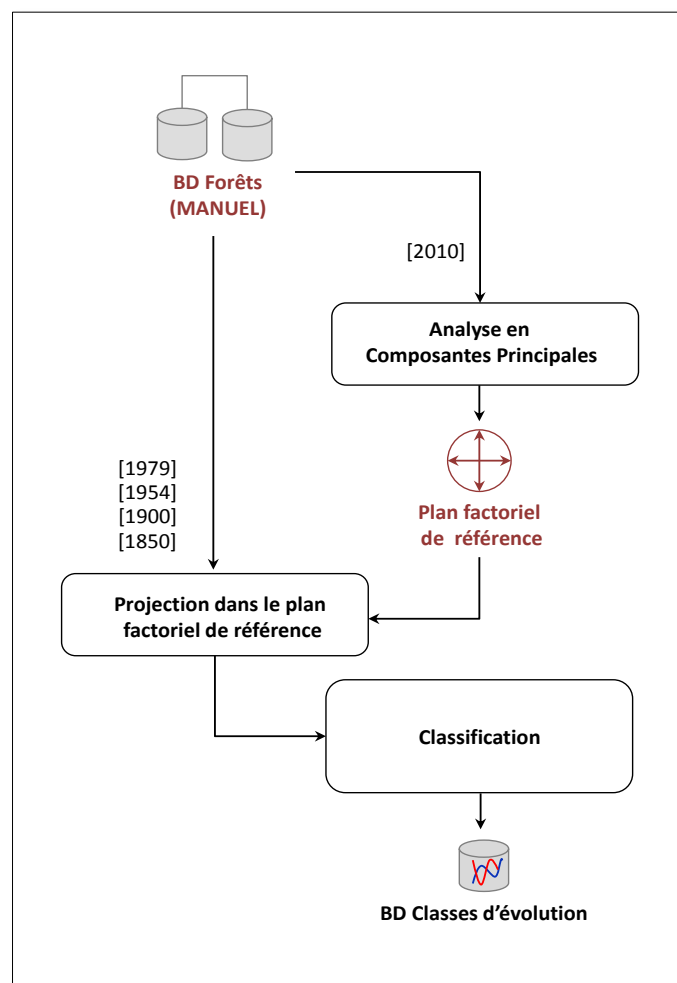 BD Forêts
(MANUEL)
[2010]
Analyse en
Composantes Principales
Plan factoriel
de référence
[1979]
[1954]
[1900]
[1850]
Projection dans le plan
factoriel de référence
Classification
BD Classes d’évolution